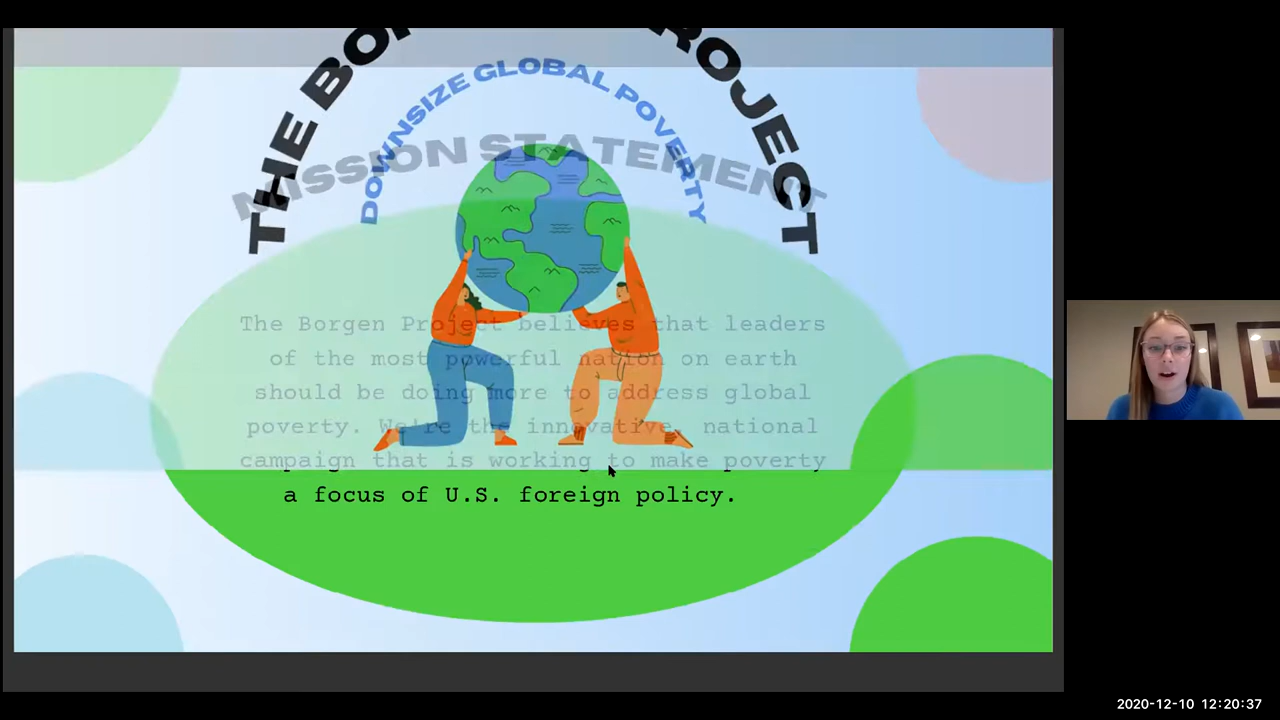 THE BOR ROJECT
DOWNSIZE GLOBAL POVERTY
MISSION STATEMENT
The Borgen Project believes that leaders
of the most powerful nation on earth
should be doing more to address global
poverty. We're the innovative, national
campaign that is working to make poverty
a focus of U.S. foreign policy.
2020-12-10 12:20:37